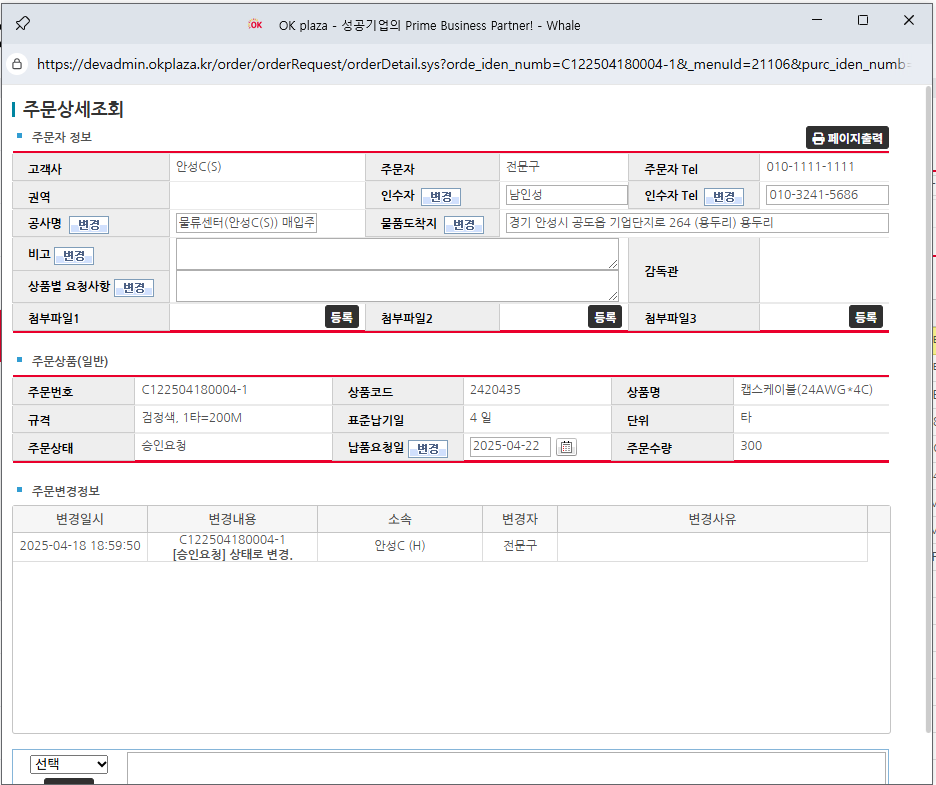 OK OK plaza - 성공기업의 Prime Business Partner! - Whale
https://devadmin.okplaza.kr/order/orderRequest/orderDetail.sys?orde_iden_numb=C122504180004-1&_menuId=21106&purc_iden_numb=
주문상세조회
주문자 정보 페이지출력
고객사 안성C(S) 주문자 전문구 주문자 Tel 010-1111-1111
권역 인수자 변경 남인성 인수자 Tel 변경 010-3241-5686
공사명 변경 물류센터(안성C(S)) 매입주 물품도착지 변경 경기 안성시 공도읍 기업단지로 264 (용두리) 용두리
비고 변경
감독관
상품별 요청사항 변경
첨부파일1 등록 첨부파일2 등록 첨부파일3 등록
주문상품(일반)
주문번호 C122504180004-1 상품코드 2420435 상품명 캡스케이블(24AWG*4C)
규격 검정색, 1타=200M 표준납기일 4 일 단위 타
주문상태 승인요청 납품요청일 변경 2025-04-22 주문수량 300
주문변경정보
변경일시 변경내용 소속 변경자 변경사유
2025-04-18 18:59:50 C122504180004-1 안성C (H) 전문구
[승인요청] 상태로 변경.
선택